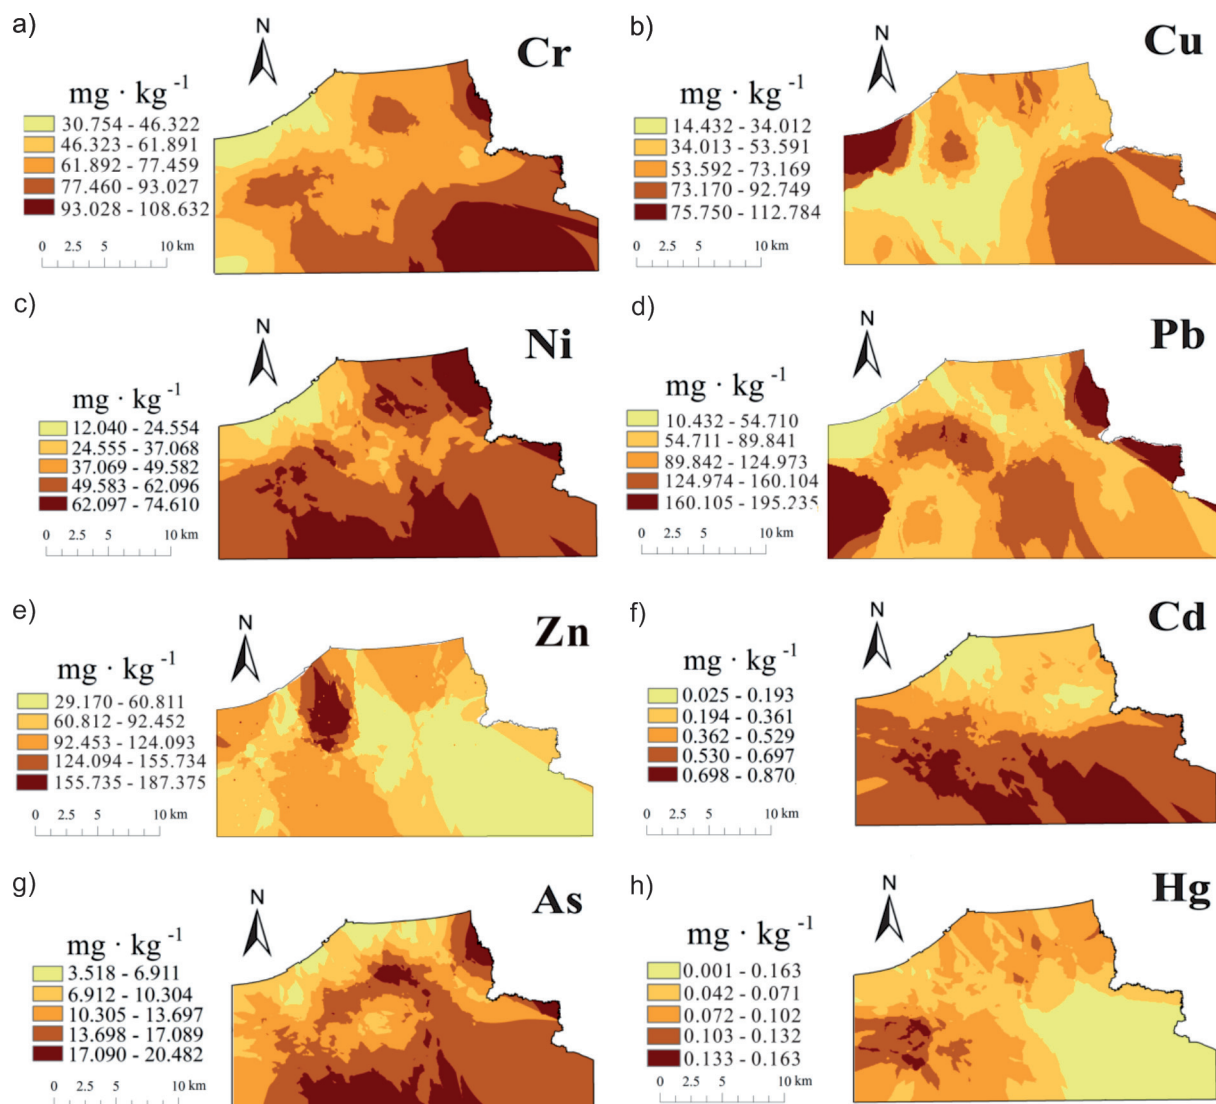 a)
N
Cr
mg · kg -1
30.754 - 46.322
46.323 - 61.891
61.892 - 77.459
77.460 - 93.027
93.028 - 108.632
0 2.5 5 10 km
b)
N
Cu
mg · kg -1
14.432 - 34.012
34.013 - 53.591
53.592 - 73.169
73.170 - 92.749
75.750 - 112.784
0 2.5 5 10 km
c)
N
Ni
mg · kg -1
12.040 - 24.554
24.555 - 37.068
37.069 - 49.582
49.583 - 62.096
62.097 - 74.610
0 2.5 5 10 km
d)
N
Pb
mg · kg -1
10.432 - 54.710
54.711 - 89.841
89.842 - 124.973
124.974 - 160.104
160.105 - 195.235
0 2.5 5 10 km
e)
N
Zn
mg · kg -1
29.170 - 60.811
60.812 - 92.452
92.453 - 124.093
124.094 - 155.734
155.735 - 187.375
0 2.5 5 10 km
f)
N
Cd
mg · kg -1
0.025 - 0.193
0.194 - 0.361
0.362 - 0.529
0.530 - 0.697
0.698 - 0.870
0 2.5 5 10 km
g)
N
As
mg · kg -1
3.518 - 6.911
6.912 - 10.304
10.305 - 13.697
13.698 - 17.089
17.090 - 20.482
0 2.5 5 10 km
h)
N
Hg
mg · kg -1
0.001 - 0.163
0.042 - 0.071
0.072 - 0.102
0.103 - 0.132
0.133 - 0.163
0 2.5 5 10 km